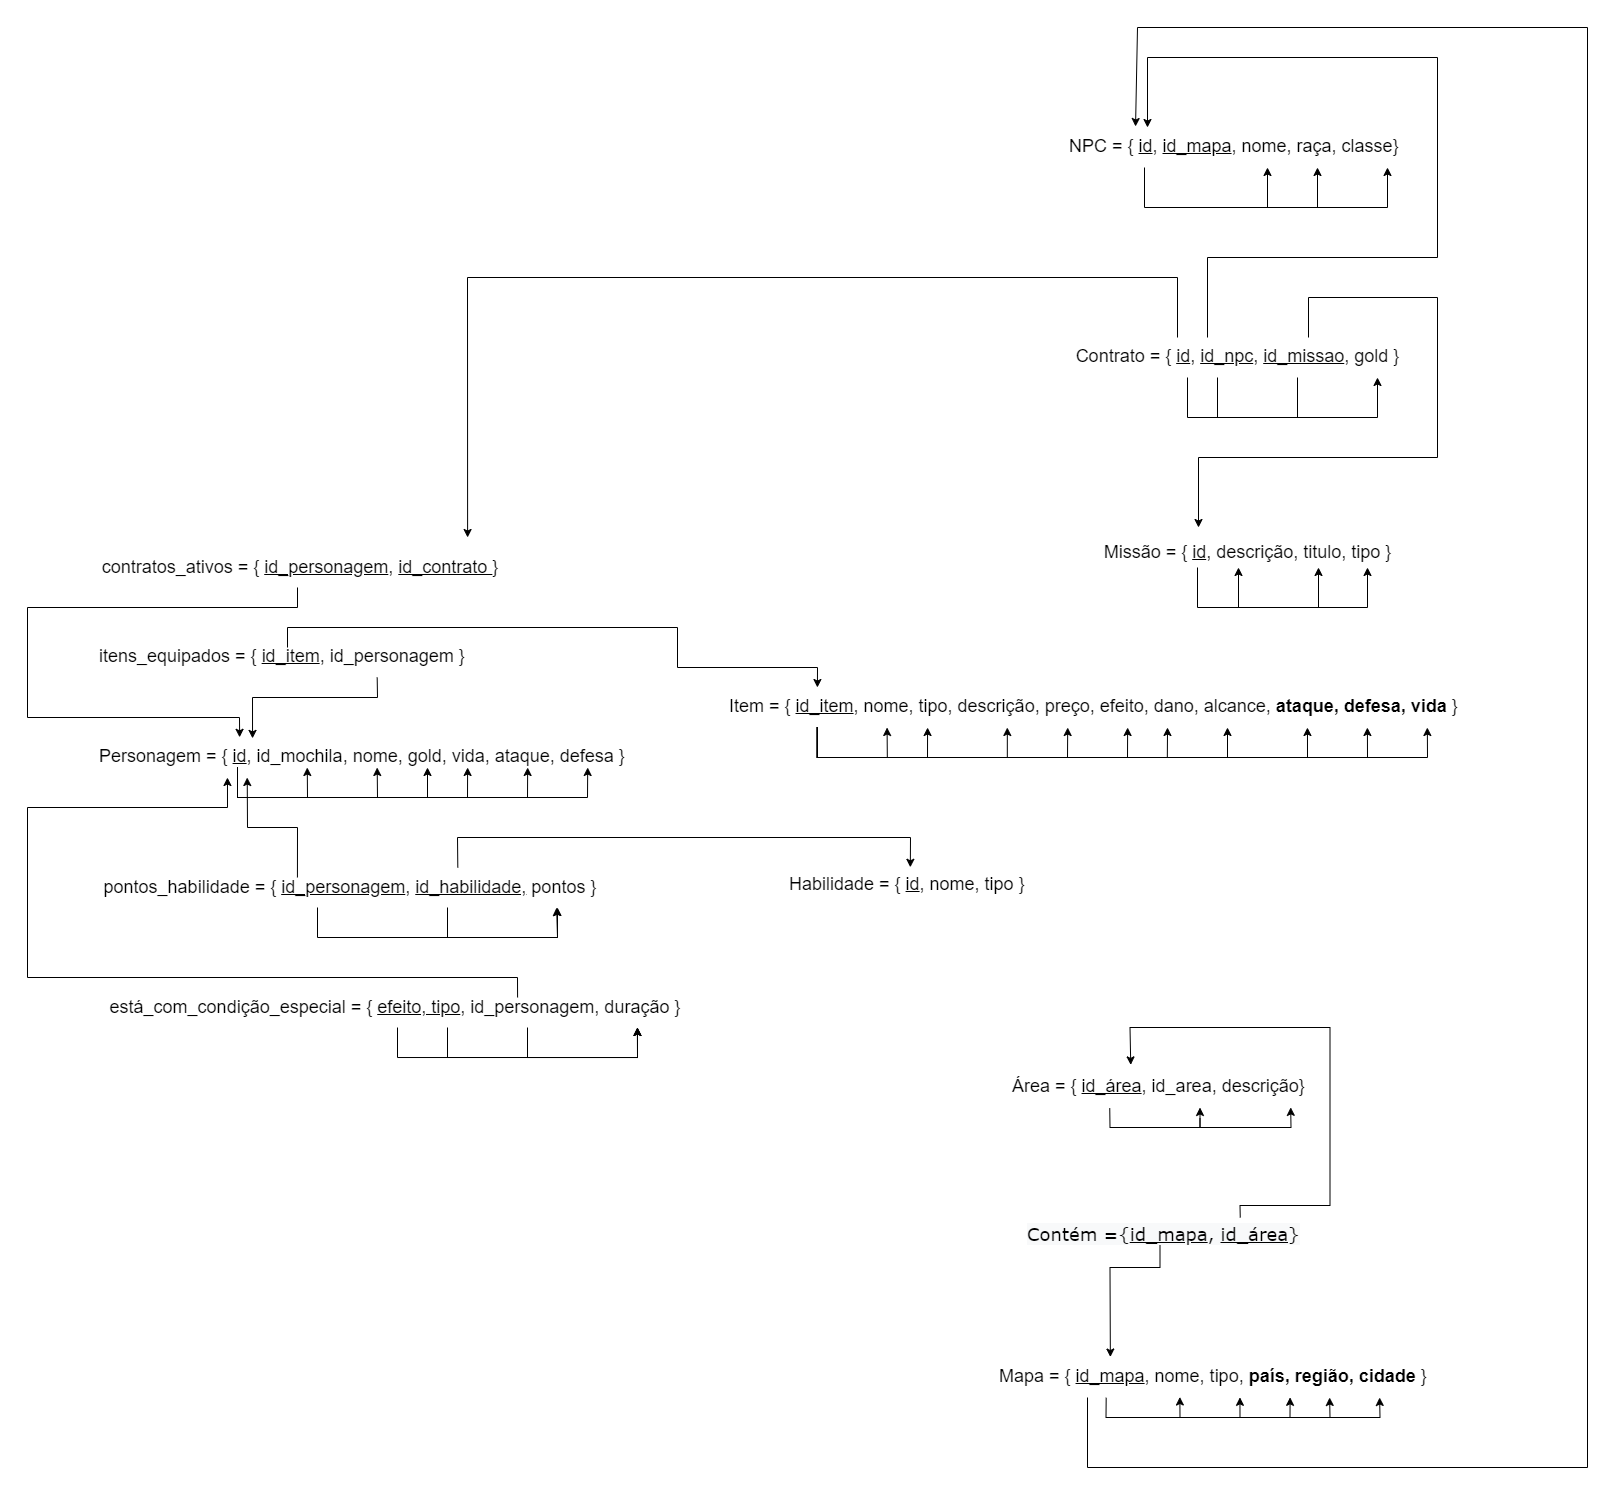 NPC = { id, id_mapa, nome, raça, classe}
Contrato = { id, id_npc, id_missao, gold }
Missão = { id, descrição, titulo, tipo }
contratos_ativos = { id_personagem, id_contrato }
itens_equipados = { id_item, id_personagem }
Item = { id_item, nome, tipo, descrição, preço, efeito, dano, alcance, ataque, defesa, vida }
Personagem = { id, id_mochila, nome, gold, vida, ataque, defesa }
pontos_habilidade = { id_personagem, id_habilidade, pontos }
Habilidade = { id, nome, tipo }
está_com_condição_especial = { efeito, tipo, id_personagem, duração }
Área = { id_área, id_area, descrição}
Contém ={id_mapa, id_área}
Mapa = { id_mapa, nome, tipo, país, região, cidade }